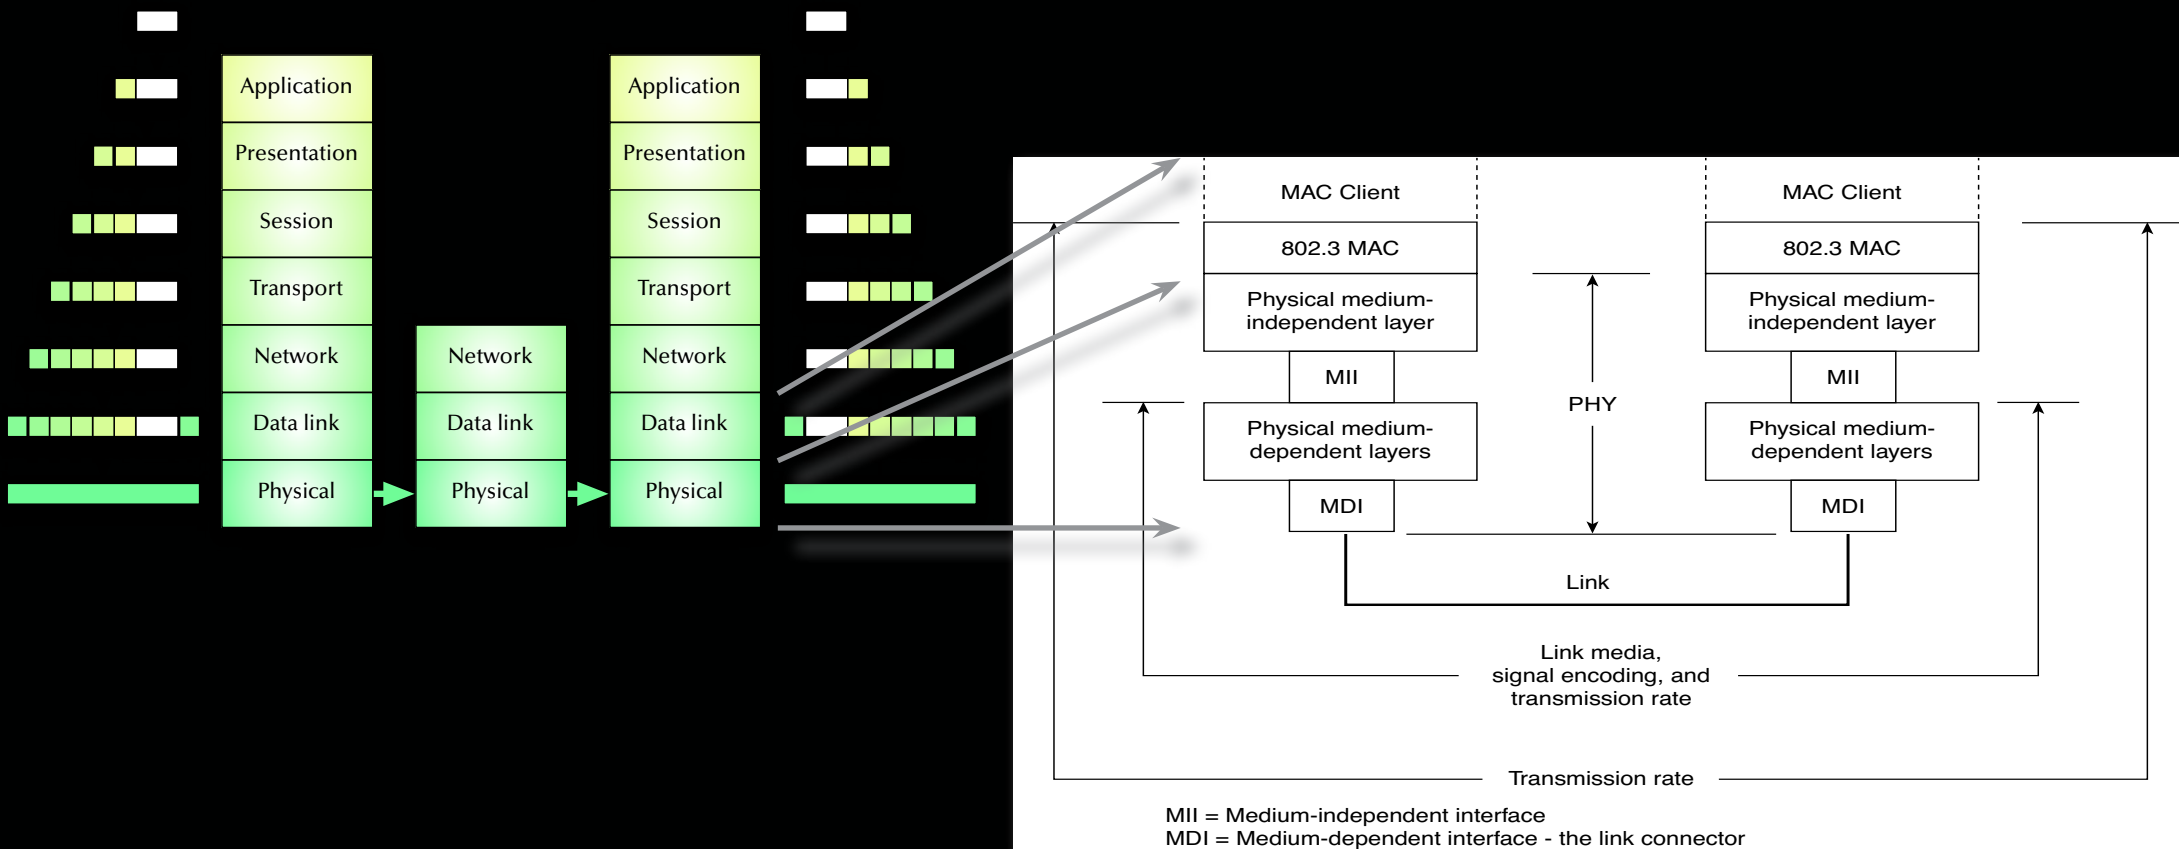 Application
Presentation
Session
Transport
Network
Data link
Physical
Network
Data link
Physical
Application
Presentation
Session
Transport
Network
Data link
Physical
MAC Client
802.3 MAC
Physical medium-
independent layer
MII
Physical medium-
dependent layers
MDI
PHY
MAC Client
802.3 MAC
Physical medium-
independent layer
MII
Physical medium-
dependent layers
MDI
Link
Link media,
signal encoding, and
transmission rate
Transmission rate
MII = Medium-independent interface
MDI = Medium-dependent interface - the link connector